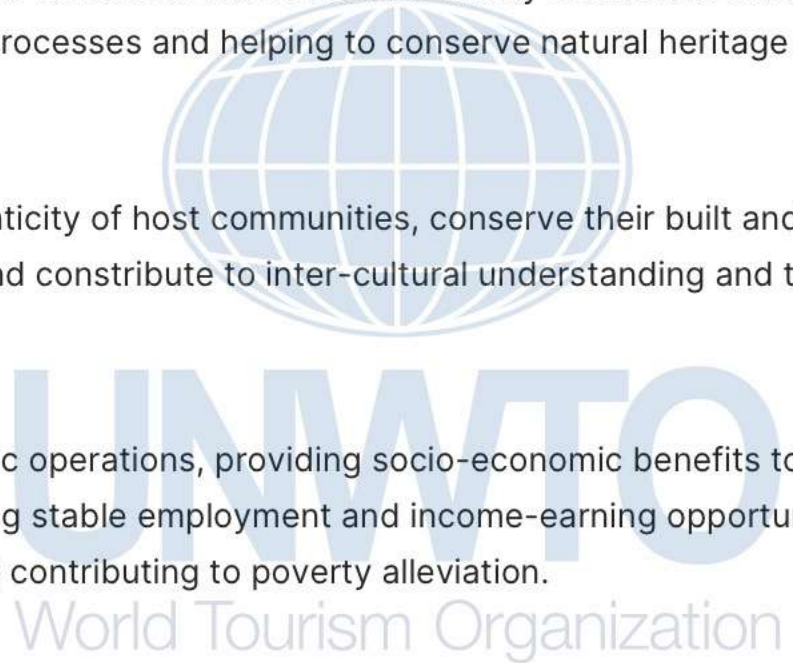 rocesses and helping to conserve natural heritage
ticity of host communities, conserve their built and
nd constribute to inter-cultural understanding and t
UNWTO
c operations, providing socio-economic benefits to
g stable employment and income-earning opportu
contributing to poverty alleviation.
World Tourism Organization